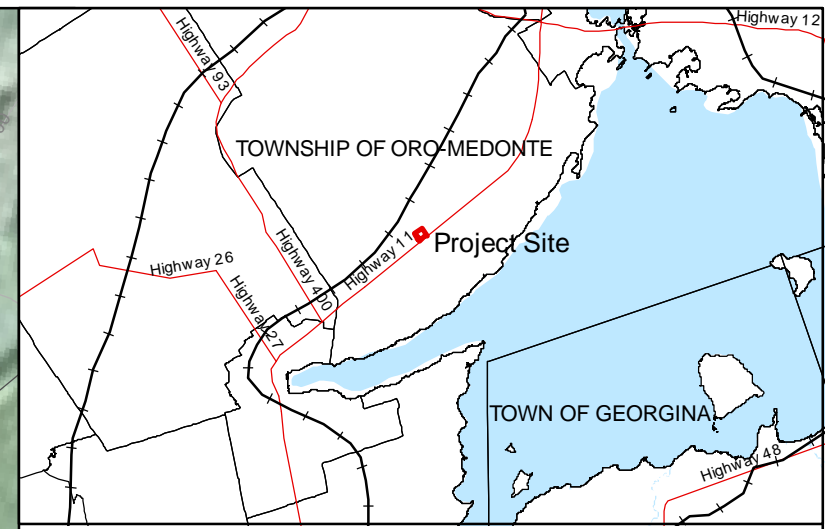 Highway 12
Highway 93
TOWNSHIP OF ORO-MEDONTE
Highway 11
Project Site
Highway 400
Highway 26
Highway 27
TOWN OF GEORGINA
Highway 48